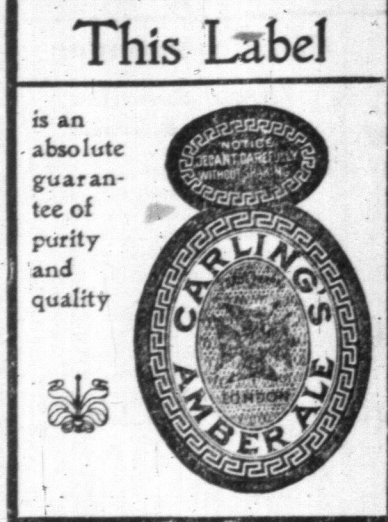 This Label
is an
absolute
guaran-
tee of
purity
and
quality
NOTICE
DECANT CAREFULLY
WITHOUT SHAKING
CARLING'S
LONDON
AMBER ALE